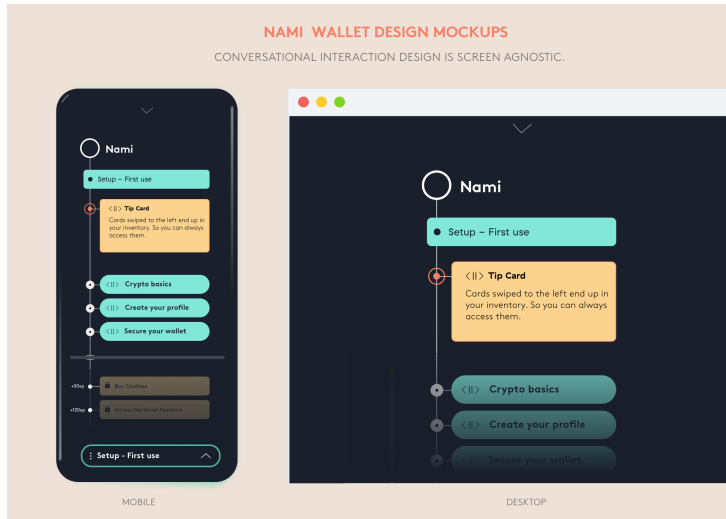 NAMI WALLET DESIGN MOCKUPS
CONVERSATIONAL INTERACTION DESIGN IS SCREEN AGNOSTIC.
Nami
Setup – First use
<||> Tip Card
Cards swiped to the left end up in
your inventory. So you can always
access them.
<||> Crypto basics
<||> Create your profile
<||> Secure your wallet
+50xp
Buy Cardano
+120xp
Access the Social Appstore
Setup - First use
MOBILE
Nami
Setup – First use
<||> Tip Card
Cards swiped to the left end up in
your inventory. So you can always
access them.
<||> Crypto basics
<||> Create your profile
<||> Secure your wallet
DESKTOP